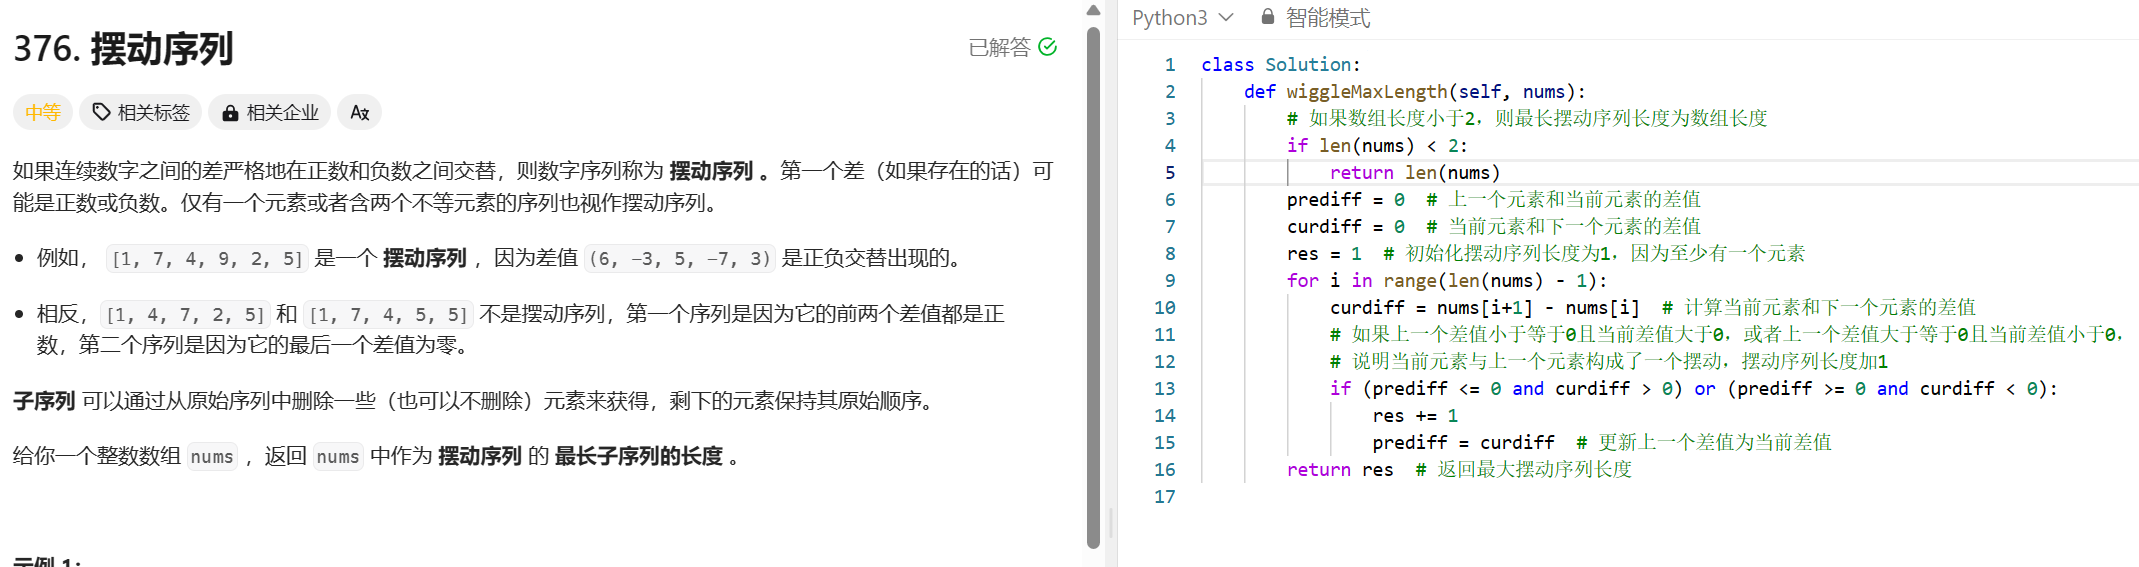 376. 摆动序列
已解答
中等
相关标签
相关企业
如果连续数字之间的差严格地在正数和负数之间交替，则数字序列称为 摆动序列 。第一个差（如果存在的话）可
能是正数或负数。仅有一个元素或者含两个不等元素的序列也视作摆动序列。
例如， [1, 7, 4, 9, 2, 5] 是一个 摆动序列 ，因为差值 (6, -3, 5, -7, 3) 是正负交替出现的。
相反，[1, 4, 7, 2, 5] 和 [1, 7, 4, 5, 5] 不是摆动序列，第一个序列是因为它的前两个差值都是正
数，第二个序列是因为它的最后一个差值为零。
子序列 可以通过从原始序列中删除一些（也可以不删除）元素来获得，剩下的元素保持其原始顺序。
给你一个整数数组 nums ，返回 nums 中作为 摆动序列 的 最长子序列的长度 。
示例 1：
Python3
智能模式
1 class Solution:
2 def wiggleMaxLength(self, nums):
3 # 如果数组长度小于2，则最长摆动序列长度为数组长度
4 if len(nums) < 2:
5 return len(nums)
6 prediff = 0 # 上一个元素和当前元素的差值
7 curdiff = 0 # 当前元素和下一个元素的差值
8 res = 1 # 初始化摆动序列长度为1，因为至少有一个元素
9 for i in range(len(nums) - 1):
10 curdiff = nums[i+1] - nums[i] # 计算当前元素和下一个元素的差值
11 # 如果上一个差值小于等于0且当前差值大于0，或者上一个差值大于等于0且当前差值小于0，
12 # 说明当前元素与上一个元素构成了一个摆动，摆动序列长度加1
13 if (prediff <= 0 and curdiff > 0) or (prediff >= 0 and curdiff < 0):
14 res += 1
15 prediff = curdiff # 更新上一个差值为当前差值
16 return res # 返回最大摆动序列长度
17